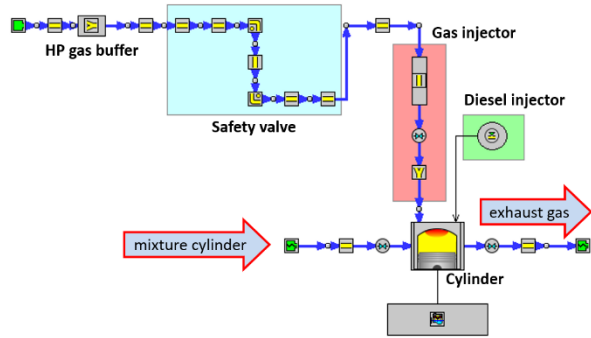 Gas injector
HP gas buffer
Diesel injector
Safety valve
exhaust gas
mixture cylinder
Cylinder